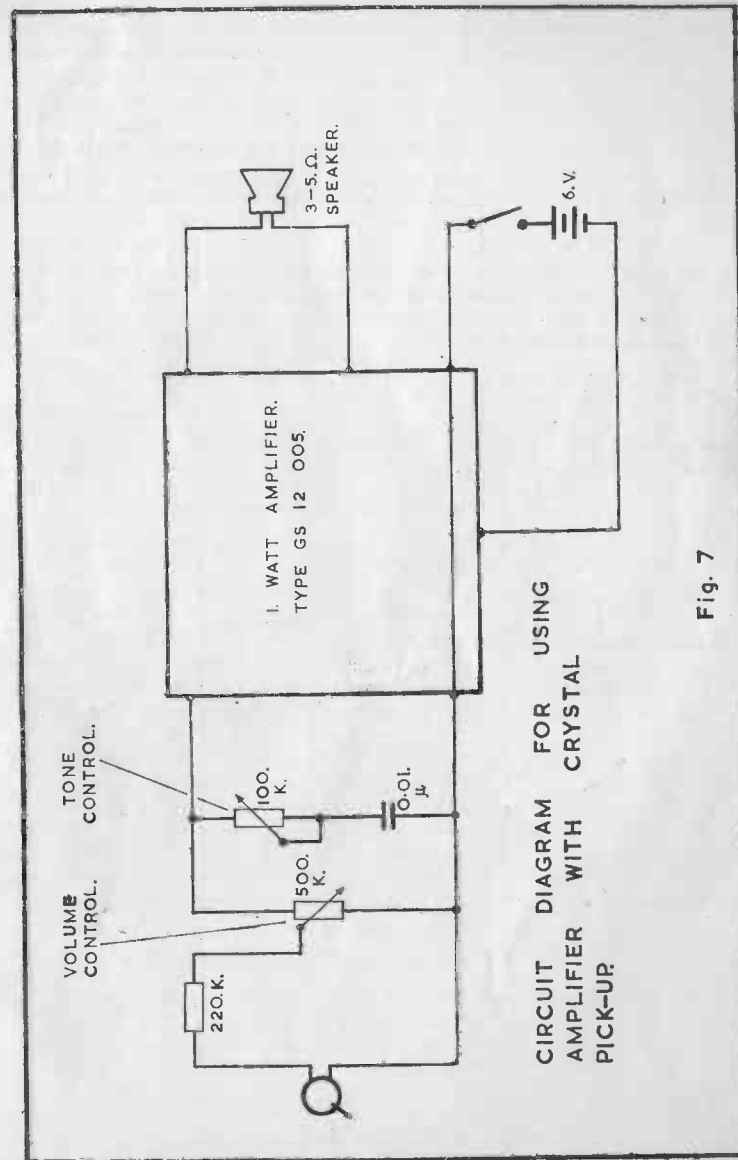 VOLUME
CONTROL.
TONE
CONTROL.
220.K.
500.
K.
100.
K.
0.01.
µ
1. WATT AMPLIFIER.
TYPE GS 12 005.
3-5.Ω.
SPEAKER.
6.V.
CIRCUIT DIAGRAM FOR USING
AMPLIFIER WITH CRYSTAL
PICK-UP.
Fig. 7